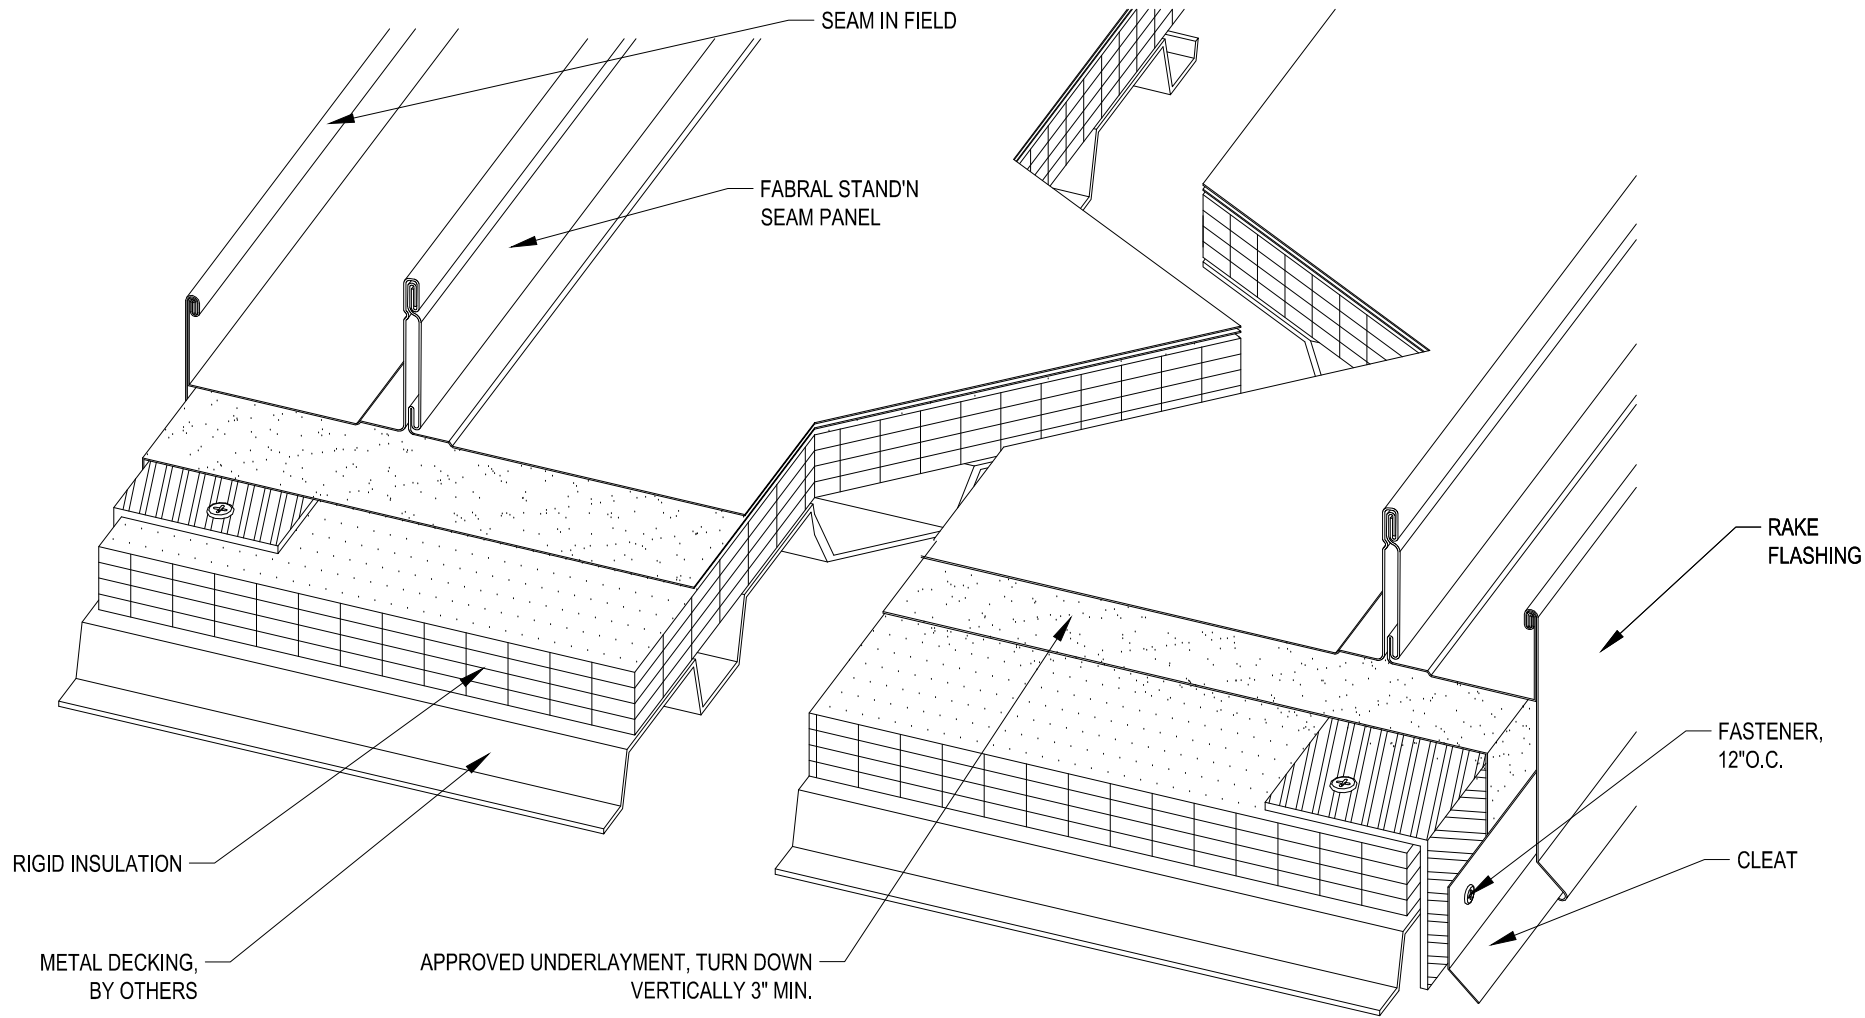 SEAM IN FIELD
FABRAL STAND'N
SEAM PANEL
RAKE
FLASHING
FASTENER,
12"O.C.
CLEAT
RIGID INSULATION
METAL DECKING,
BY OTHERS
APPROVED UNDERLAYMENT, TURN DOWN
VERTICALLY 3" MIN.